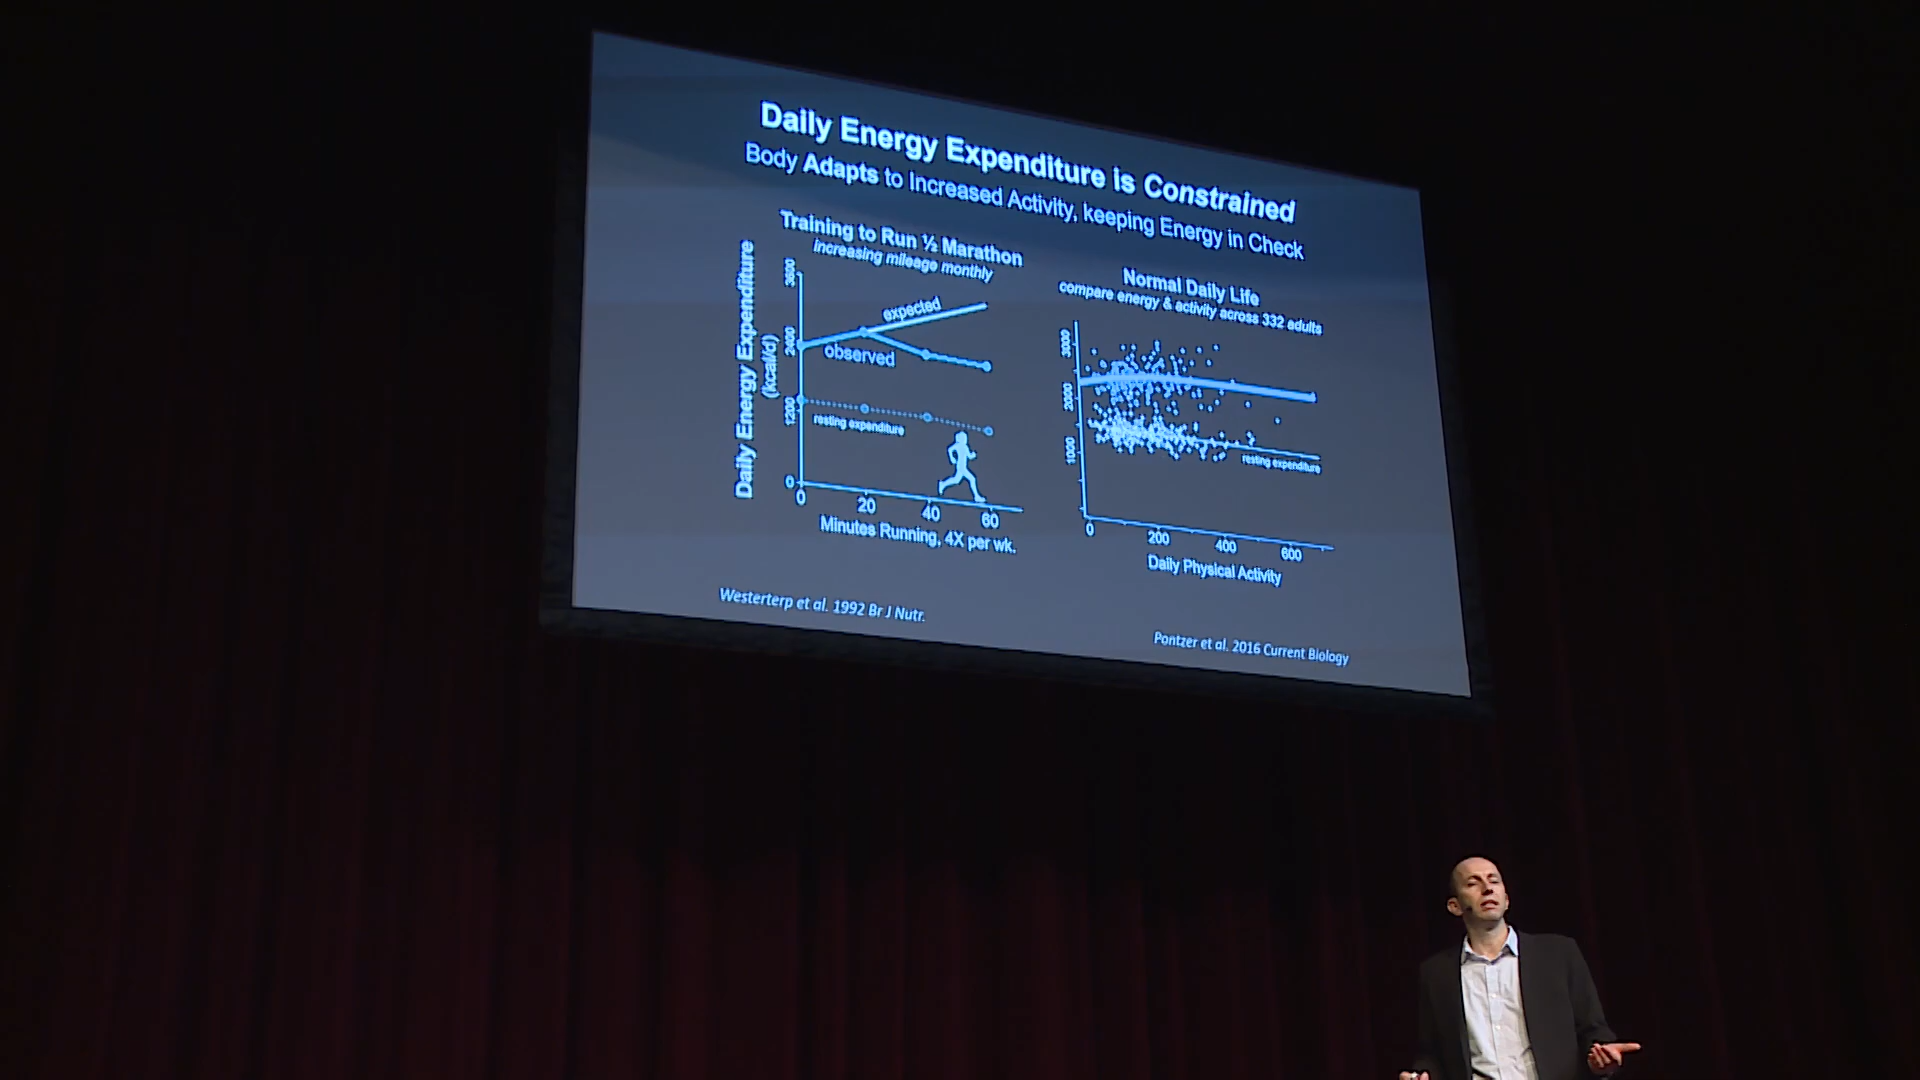 Daily Energy Expenditure is Constrained
Body Adapts to Increased Activity, keeping Energy in Check
Training to Run ½ Marathon
increasing mileage monthly
Daily Energy Expenditure
(kcal/d)
3600
2400
1200
0
expected
observed
resting expenditure
0 20 40 60
Minutes Running, 4X per wk.
Westerterp et al. 1992 Br J Nutr.
Normal Daily Life
compare energy & activity across 332 adults
3000
2000
1000
resting expenditure
0 200 400 600
Daily Physical Activity
Pontzer et al. 2016 Current Biology